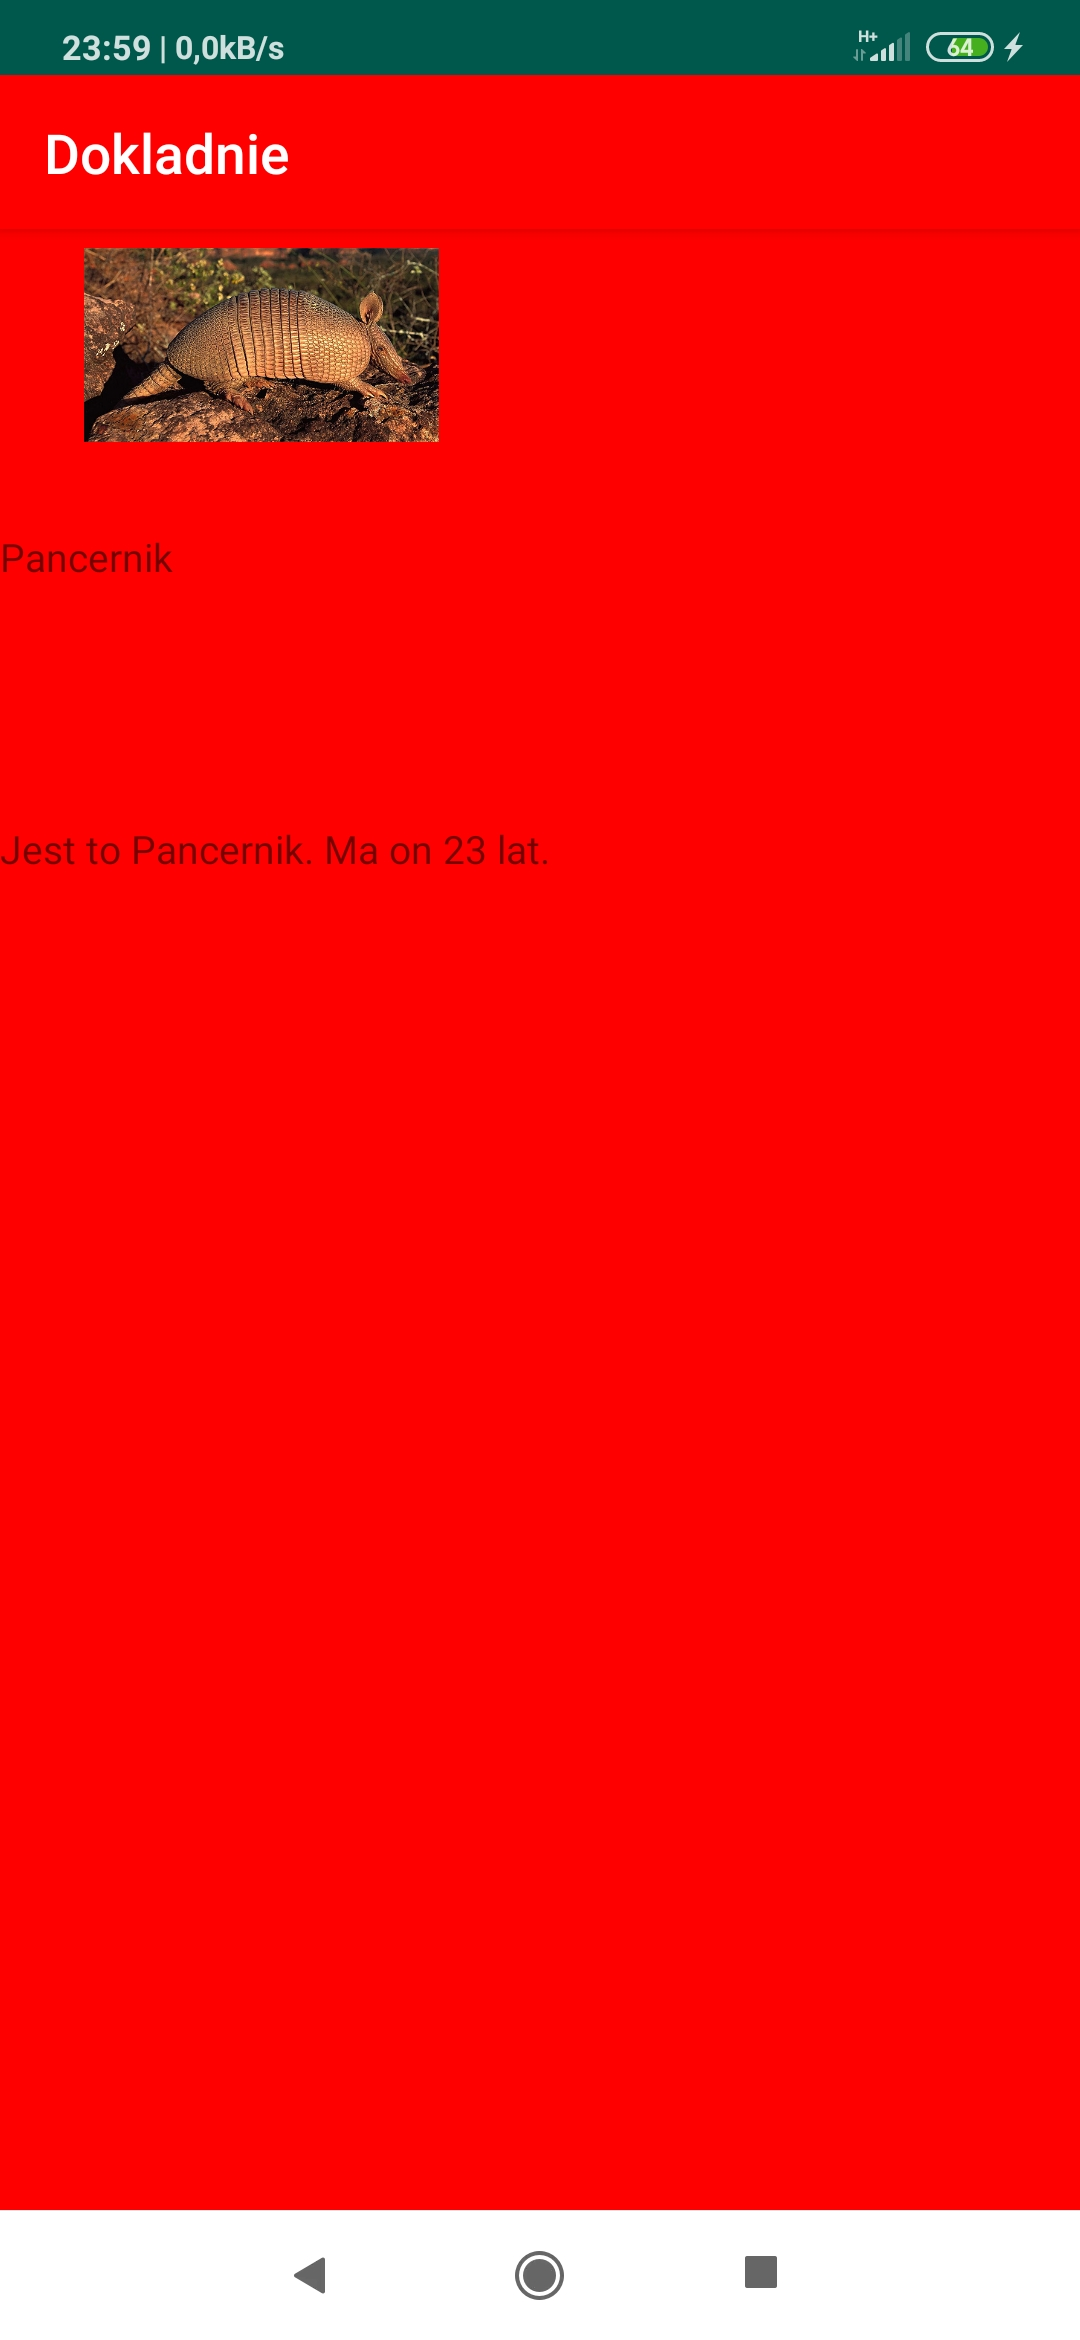 23:59 | 0,0kB/s H+ 64
Dokladnie
Pancernik
Jest to Pancernik. Ma on 23 lat.